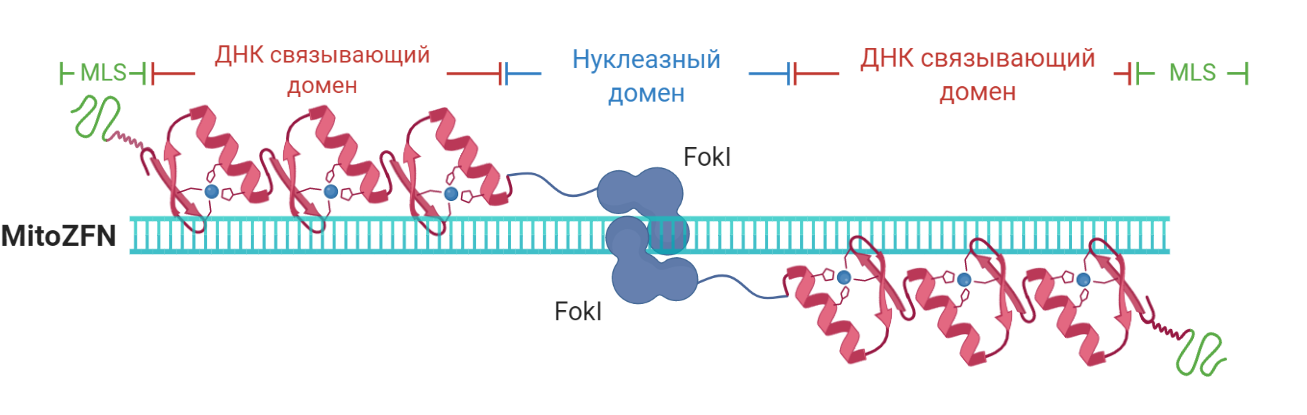 MLS
ДНК связывающий
домен
Нуклеазный
домен
ДНК связывающий
домен
MLS
FokI
MitoZFN
FokI